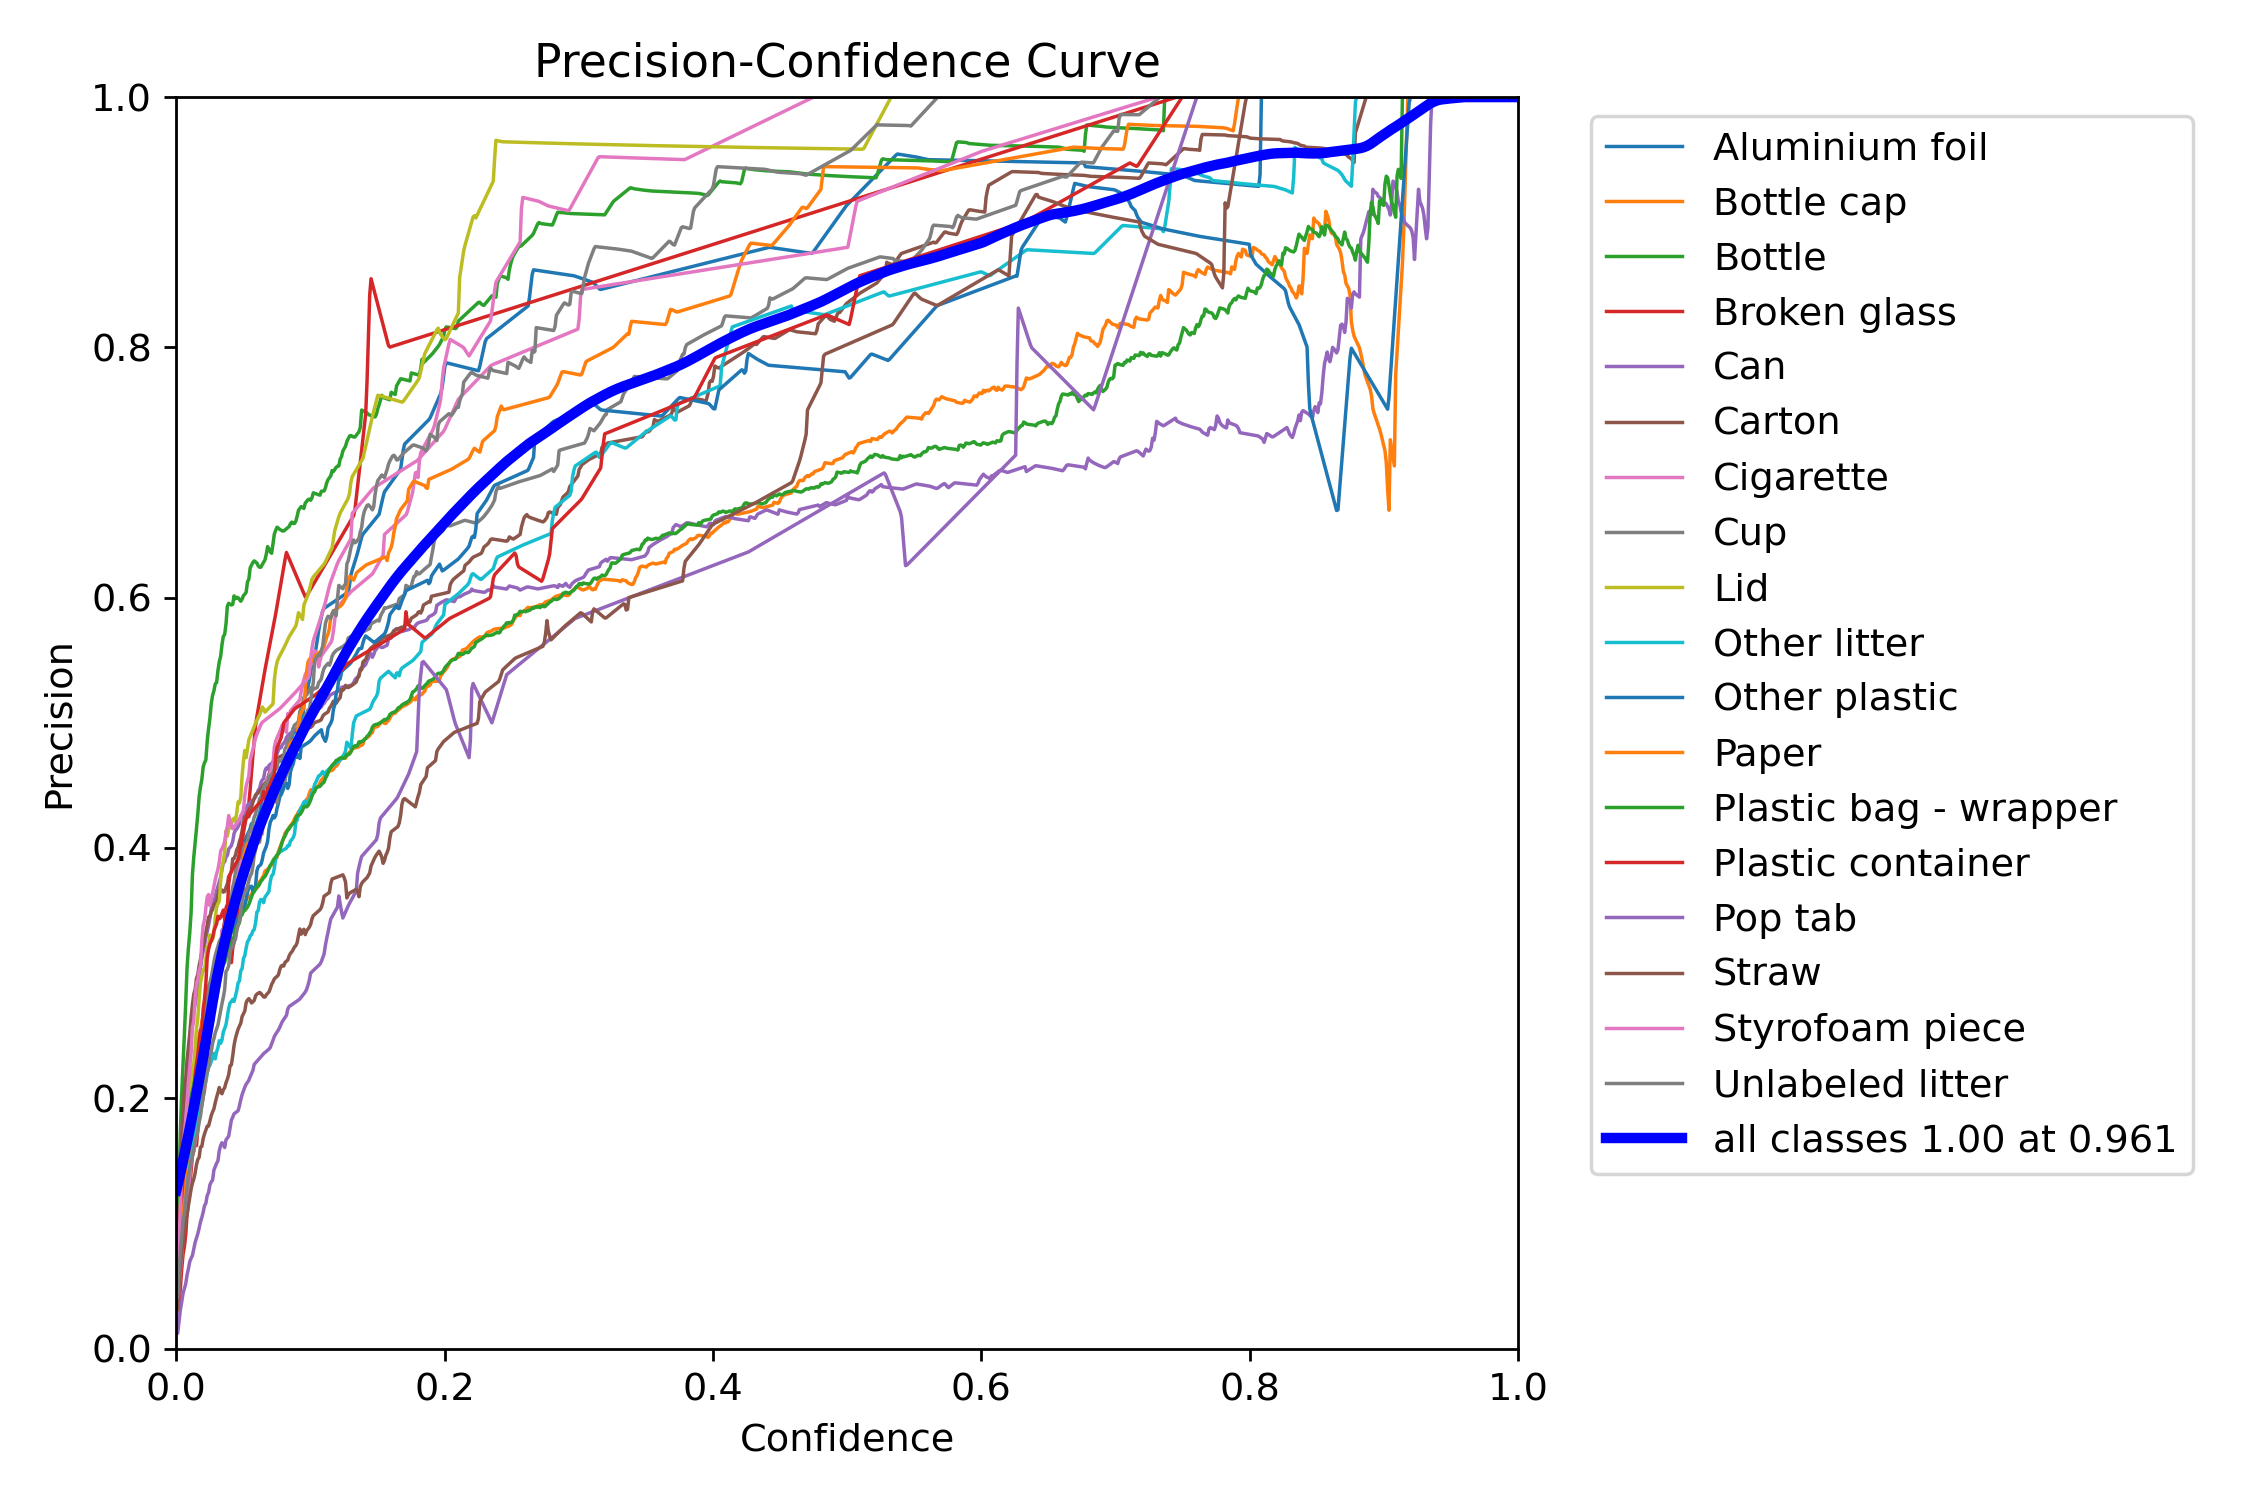 Precision-Confidence Curve
1.0
0.8
0.6
0.4
0.2
0.0
Precision
0.0 0.2 0.4 0.6 0.8 1.0
Confidence
Aluminium foil
Bottle cap
Bottle
Broken glass
Can
Carton
Cigarette
Cup
Lid
Other litter
Other plastic
Paper
Plastic bag - wrapper
Plastic container
Pop tab
Straw
Styrofoam piece
Unlabeled litter
all classes 1.00 at 0.961